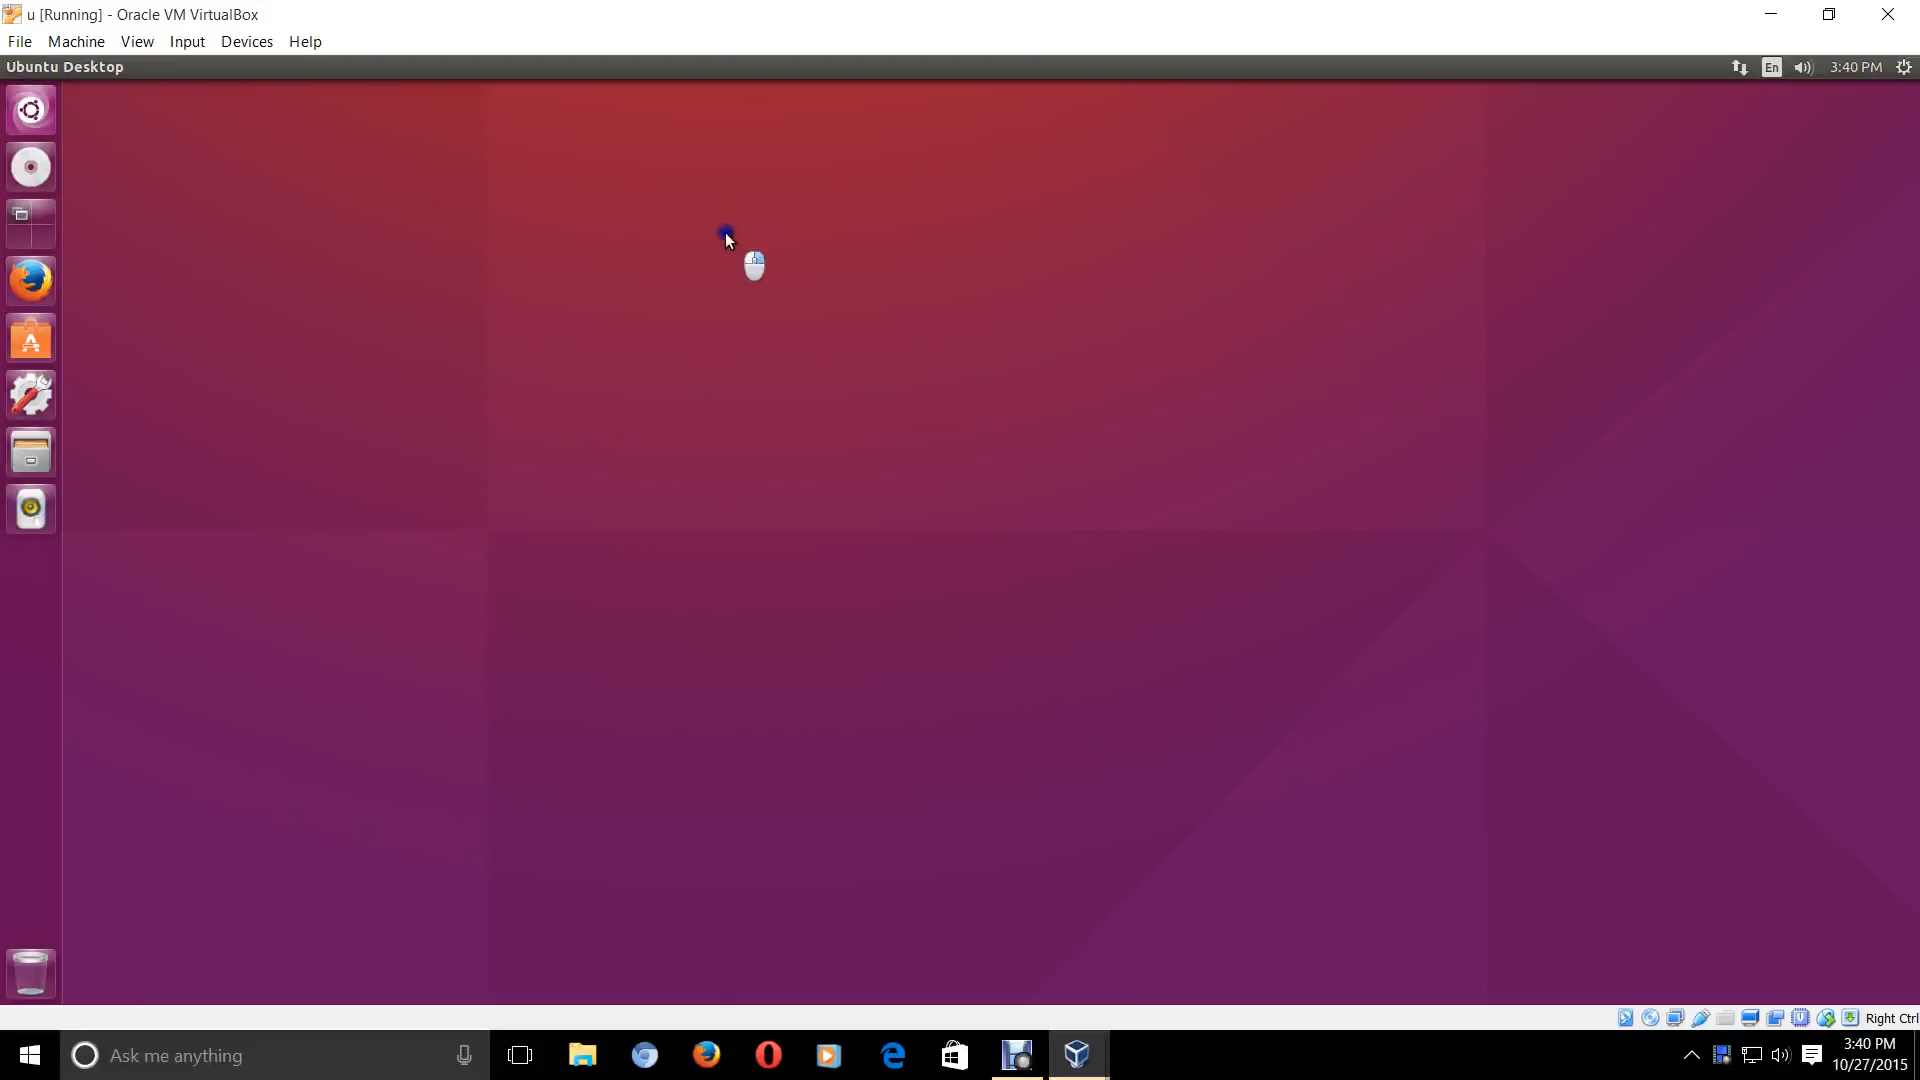 u [Running] - Oracle VM VirtualBox
File Machine View Input Devices Help
Ubuntu Desktop
En 3:40 PM
Right Ctrl
Ask me anything
3:40 PM
10/27/2015